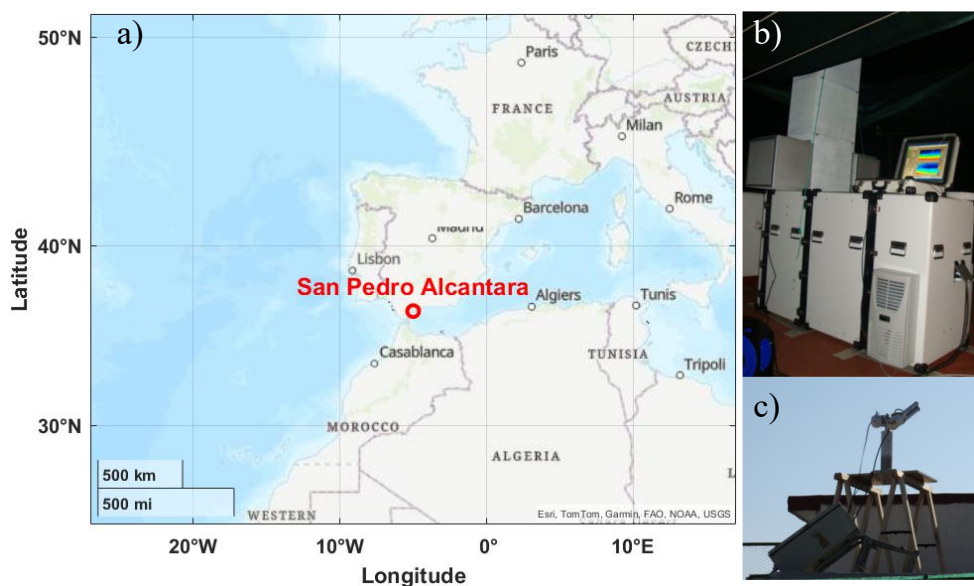 a)
50°N
40°N
30°N
Latitude
Paris
CZECH
FRANCE
AUSTRIA
Milan
Rome
Barcelona
Madrid
Lisbon
San Pedro Alcantara
Algiers
Tunis
Casablanca
TUNISIA
Tripoli
MOROCCO
ALGERIA
500 km
500 mi
WESTERN
Esri, TomTom, Garmin, FAO, NOAA, USGS
20°W
10°W
0°
10°E
Longitude
b)
c)